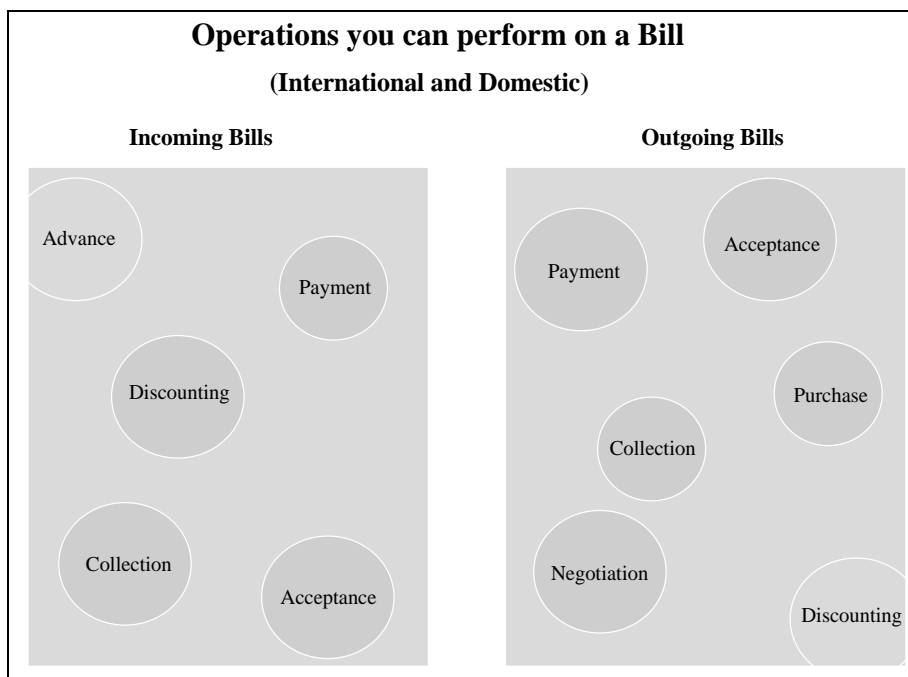 Operations you can perform on a Bill
(International and Domestic)
Incoming Bills
Advance
Payment
Discounting
Collection
Acceptance
Outgoing Bills
Payment
Acceptance
Purchase
Collection
Negotiation
Discounting